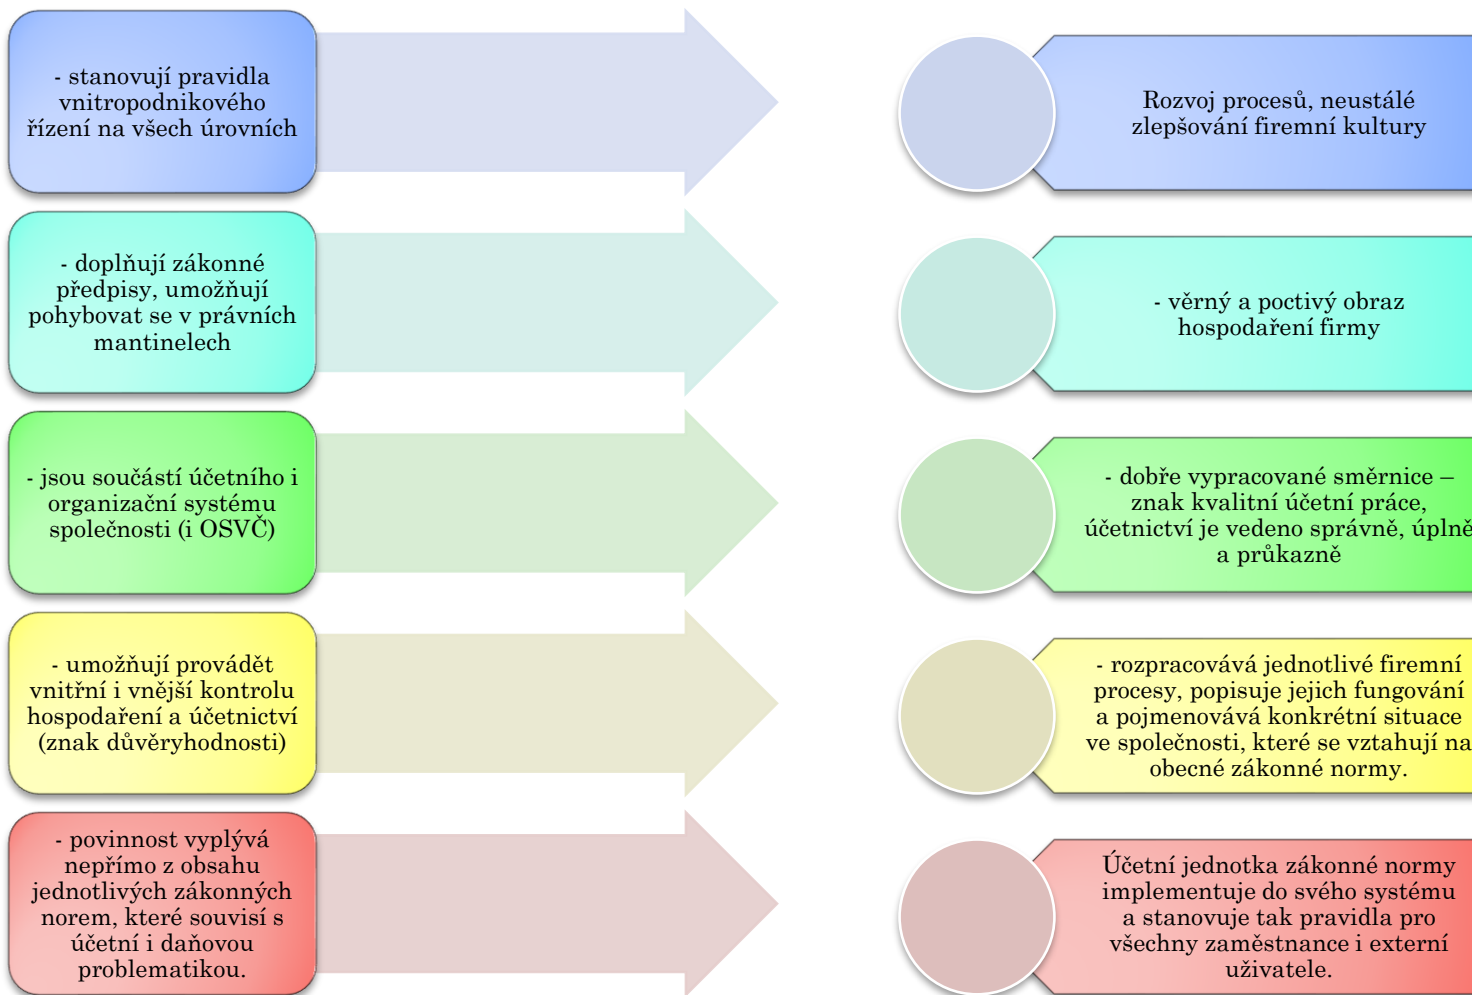 - stanovují pravidla
vnitropodnikového
řízení na všech úrovních
Rozvoj procesů, neustálé
zlepšování firemní kultury
- doplňují zákonné
předpisy, umožňují
pohybovat se v právních
mantinelech
- věrný a poctivý obraz
hospodaření firmy
- jsou součástí účetního i
organizační systému
společnosti (i OSVČ)
- dobře vypracované směrnice –
znak kvalitní účetní práce,
účetnictví je vedeno správně, úplně
a průkazně
- umožňují provádět
vnitřní i vnější kontrolu
hospodaření a účetnictví
(znak důvěryhodnosti)
- rozpracovává jednotlivé firemní
procesy, popisuje jejich fungování
a pojmenovává konkrétní situace
ve společnosti, které se vztahují na
obecné zákonné normy.
- povinnost vyplývá
nepřímo z obsahu
jednotlivých zákonných
norem, které souvisí s
účetní i daňovou
problematikou.
Účetní jednotka zákonné normy
implementuje do svého systému
a stanovuje tak pravidla pro
všechny zaměstnance i externí
uživatele.